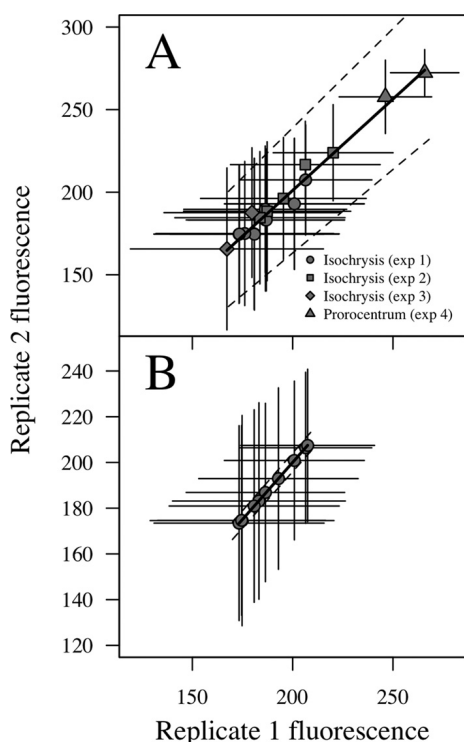 A
300
250
200
150
Isochrysis (exp 1)
Isochrysis (exp 2)
Isochrysis (exp 3)
Prorocentrum (exp 4)
Replicate 2 fluorescence
B
240
220
200
180
160
140
120
150
200
250
Replicate 1 fluorescence